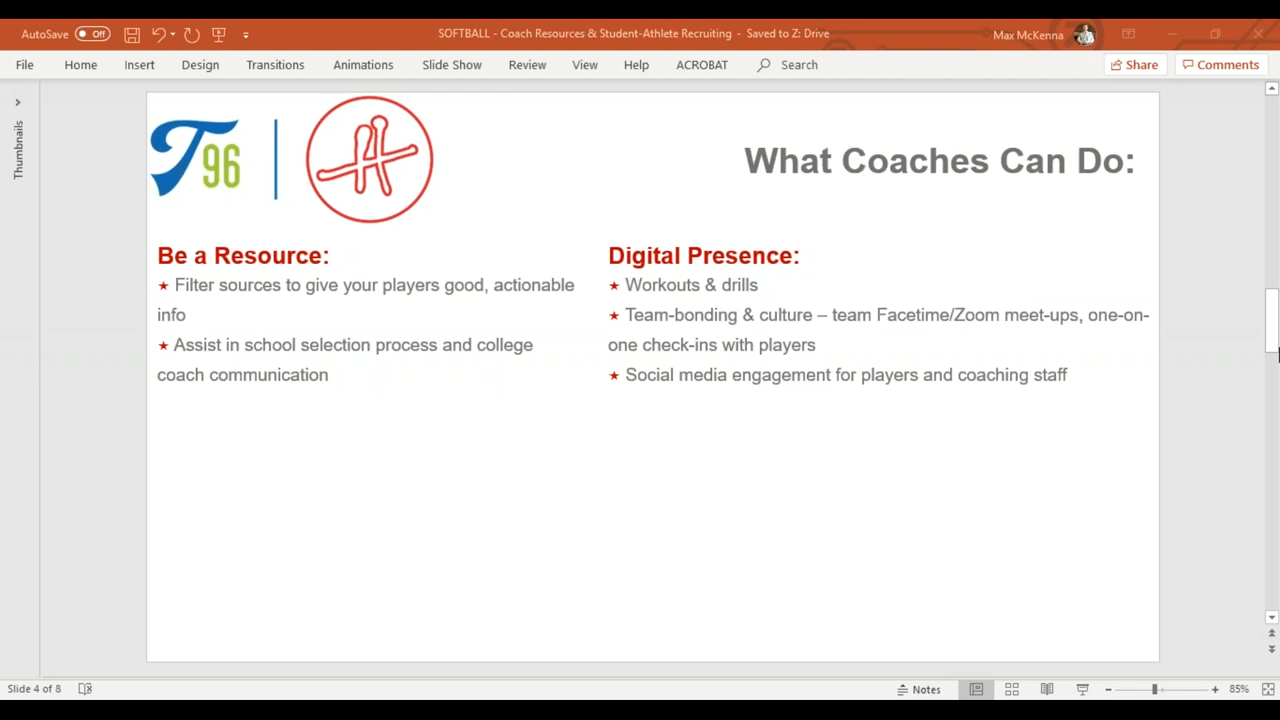 AutoSave Off SOFTBALL - Coach Resources & Student-Athlete Recruiting - Saved to Z: Drive Max McKenna
File Home Insert Design Transitions Animations Slide Show Review View Help ACROBAT Search Share Comments
Thumbnails
T96
What Coaches Can Do:
Be a Resource:
★ Filter sources to give your players good, actionable
info
★ Assist in school selection process and college
coach communication
Digital Presence:
★ Workouts & drills
★ Team-bonding & culture – team Facetime/Zoom meet-ups, one-on-
one check-ins with players
★ Social media engagement for players and coaching staff
Slide 4 of 8 Notes 85%